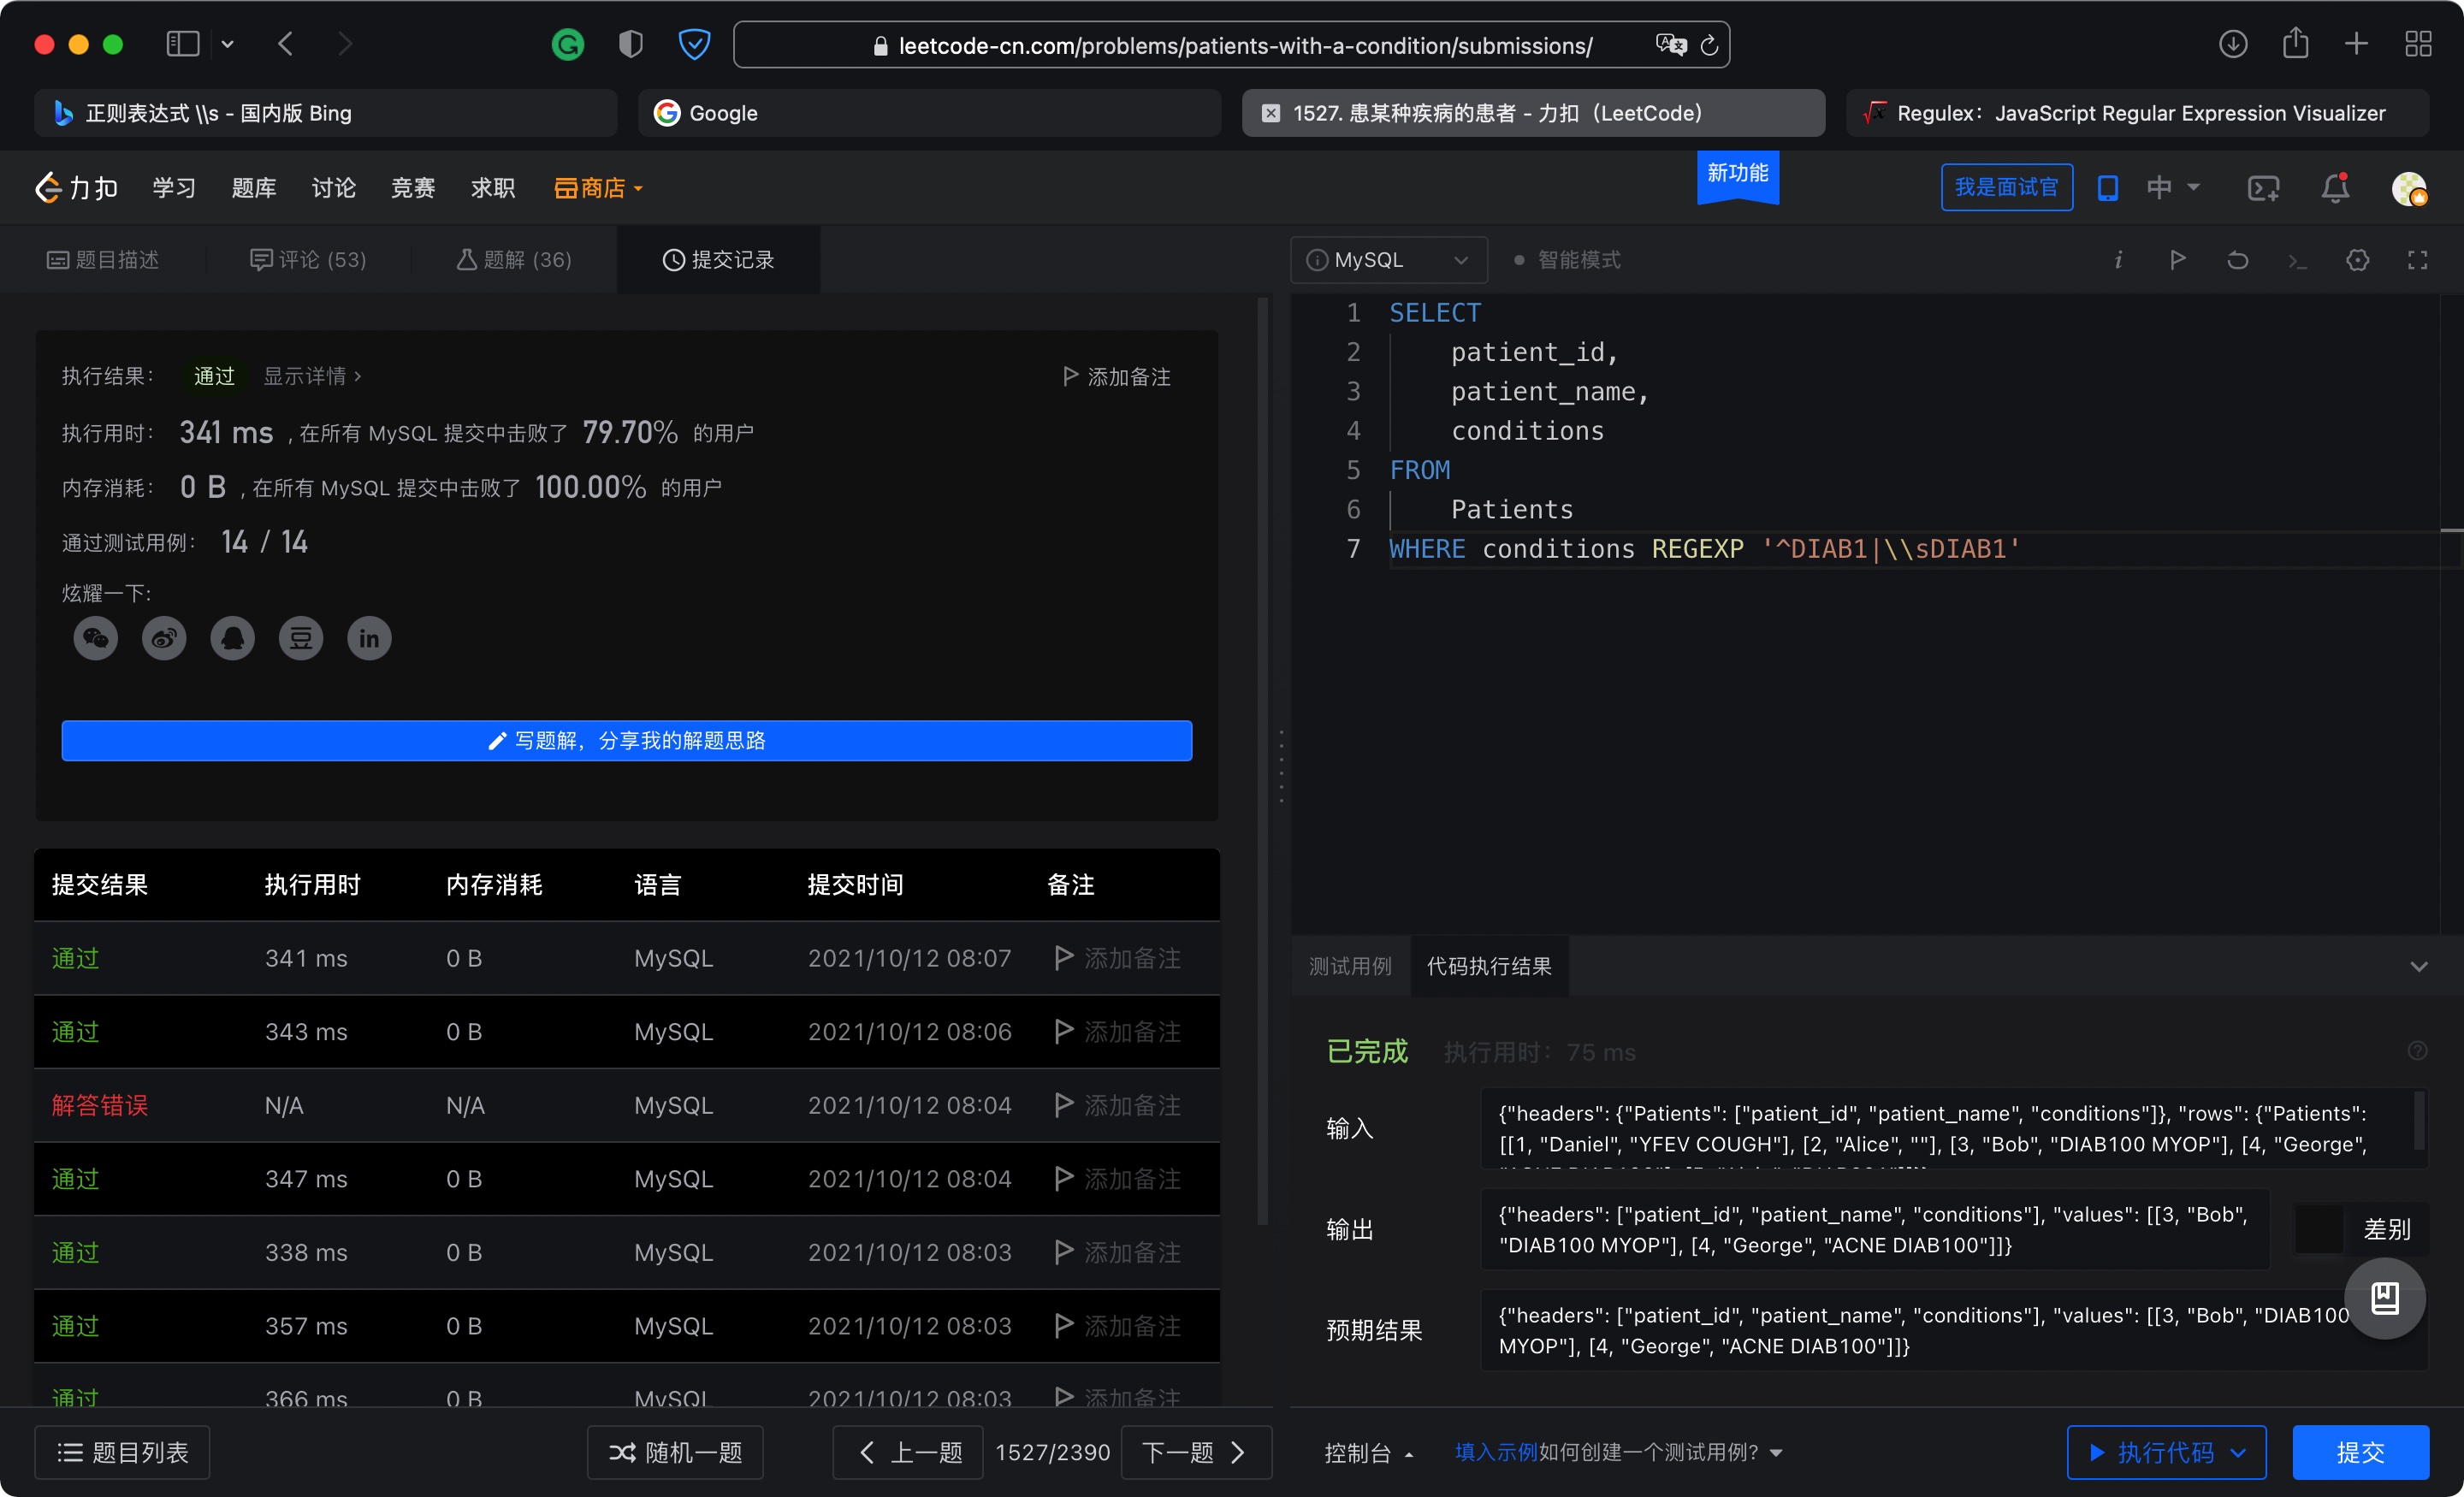 leetcode-cn.com/problems/patients-with-a-condition/submissions/
正则表达式 \\s - 国内版 Bing
Google
1527. 患某种疾病的患者 - 力扣（LeetCode）
Regulex：JavaScript Regular Expression Visualizer
力扣
学习
题库
讨论
竞赛
求职
商店
新功能
我是面试官
中
题目描述
评论 (53)
题解 (36)
提交记录
MySQL
智能模式
执行结果：
通过
显示详情 ›
添加备注
执行用时： 341 ms , 在所有 MySQL 提交中击败了 79.70% 的用户
内存消耗： 0 B , 在所有 MySQL 提交中击败了 100.00% 的用户
通过测试用例： 14 / 14
炫耀一下:
写题解，分享我的解题思路
提交结果 执行用时 内存消耗 语言 提交时间 备注
通过 341 ms 0 B MySQL 2021/10/12 08:07 添加备注
通过 343 ms 0 B MySQL 2021/10/12 08:06 添加备注
解答错误 N/A N/A MySQL 2021/10/12 08:04 添加备注
通过 347 ms 0 B MySQL 2021/10/12 08:04 添加备注
通过 338 ms 0 B MySQL 2021/10/12 08:03 添加备注
通过 357 ms 0 B MySQL 2021/10/12 08:03 添加备注
通过 366 ms 0 B MySQL 2021/10/12 08:03 添加备注
题目列表
随机一题
上一题
1527/2390
下一题
1 SELECT
2     patient_id,
3     patient_name,
4     conditions
5 FROM
6     Patients
7 WHERE conditions REGEXP '^DIAB1|\\sDIAB1'
测试用例
代码执行结果
已完成
执行用时： 75 ms
输入
{"headers": {"Patients": ["patient_id", "patient_name", "conditions"]}, "rows": {"Patients":
[[1, "Daniel", "YFEV COUGH"], [2, "Alice", ""], [3, "Bob", "DIAB100 MYOP"], [4, "George",
输出
{"headers": ["patient_id", "patient_name", "conditions"], "values": [[3, "Bob",
"DIAB100 MYOP"], [4, "George", "ACNE DIAB100"]]}
差别
预期结果
{"headers": ["patient_id", "patient_name", "conditions"], "values": [[3, "Bob", "DIAB100
MYOP"], [4, "George", "ACNE DIAB100"]]}
控制台
填入示例
如何创建一个测试用例?
执行代码
提交